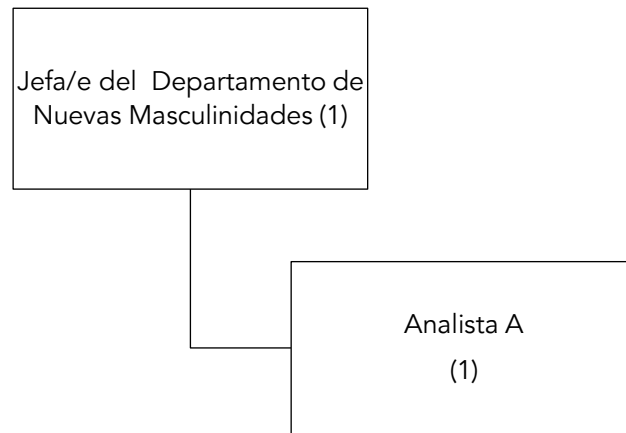 Jefa/e del  Departamento de
Nuevas Masculinidades (1)
Analista A
(1)